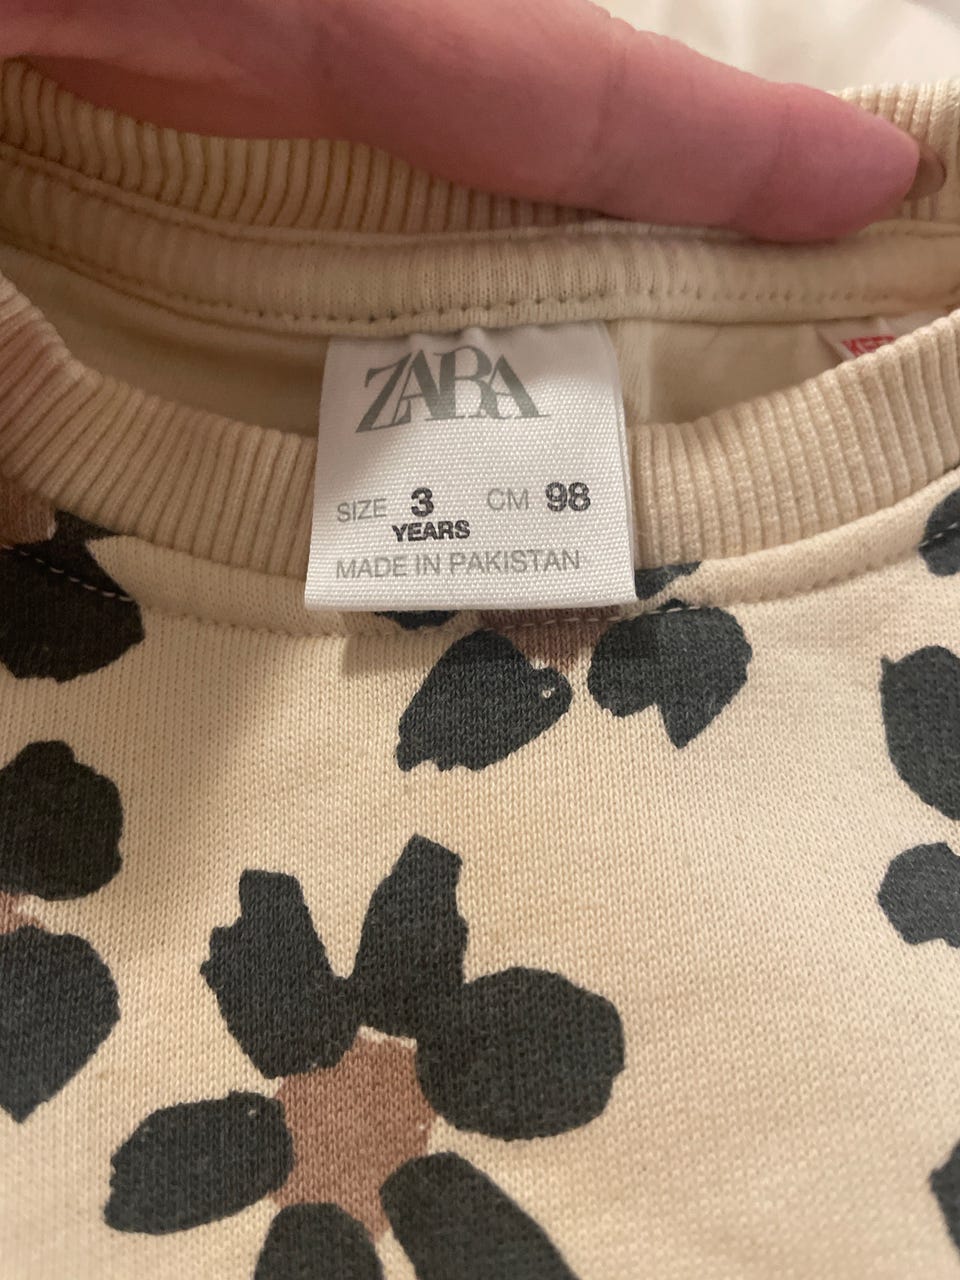 ZARA
SIZE 3 CM 98
YEARS
MADE IN PAKISTAN